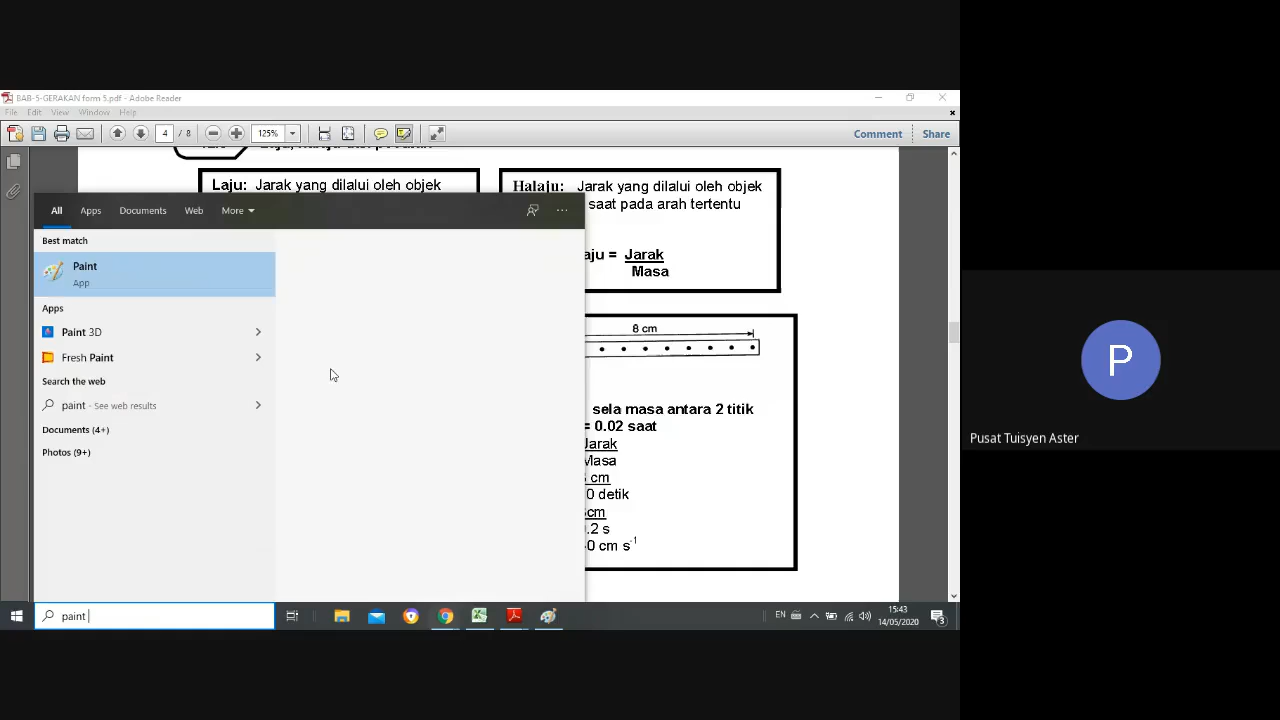 BAB-5-GERAKAN form 5.pdf - Adobe Reader
File Edit View Window Help
4 / 8 125% Comment Share
Laju: Jarak yang dilalui oleh objek
Halaju: Jarak yang dilalui oleh objek
saat pada arah tertentu
aju = Jarak
Masa
All Apps Documents Web More
Best match
Paint
App
Apps
Paint 3D
Fresh Paint
Search the web
paint - See web results
Documents (4+)
Photos (9+)
8 cm
sela masa antara 2 titik
= 0.02 saat
Jarak
Masa
cm
0 detik
cm
.2 s
0 cm s-1
paint
EN
15:43
14/05/2020
3
P
Pusat Tuisyen Aster